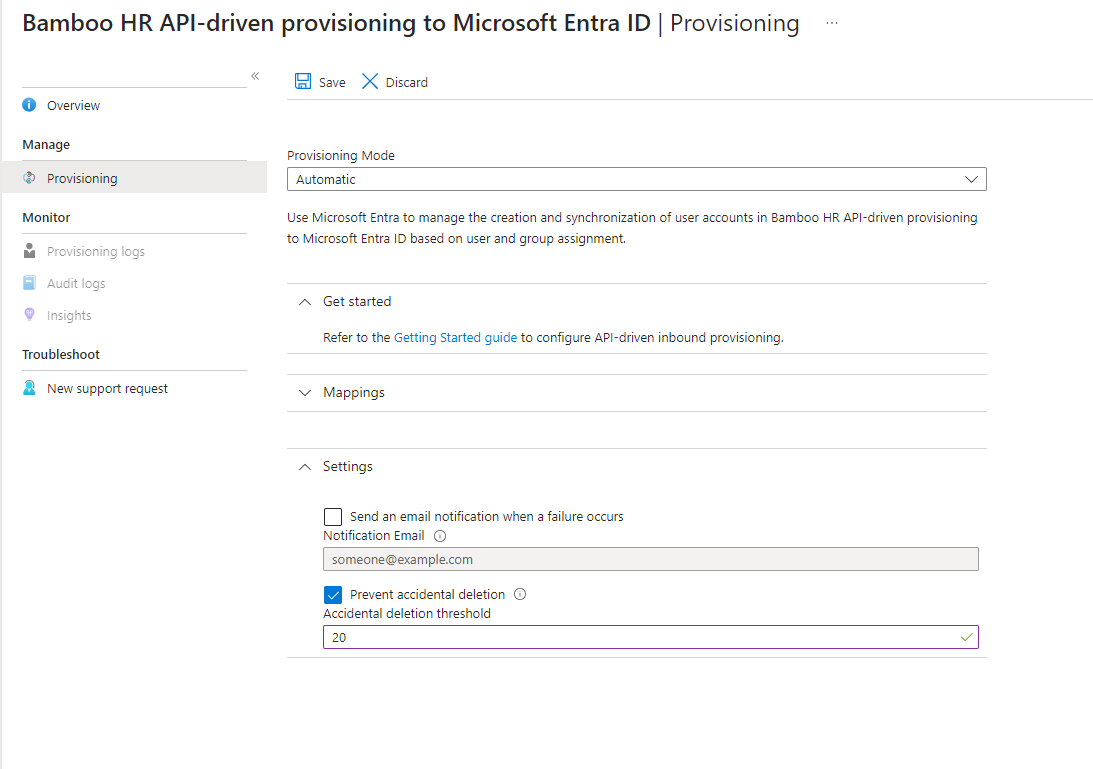 Bamboo HR API-driven provisioning to Microsoft Entra ID | Provisioning ...
«
Save Discard
Overview
Manage
Provisioning
Monitor
Provisioning logs
Audit logs
Insights
Troubleshoot
New support request
Provisioning Mode
Automatic
Use Microsoft Entra to manage the creation and synchronization of user accounts in Bamboo HR API-driven provisioning
to Microsoft Entra ID based on user and group assignment.
Get started
Refer to the Getting Started guide to configure API-driven inbound provisioning.
Mappings
Settings
Send an email notification when a failure occurs
Notification Email
someone@example.com
Prevent accidental deletion
Accidental deletion threshold
20